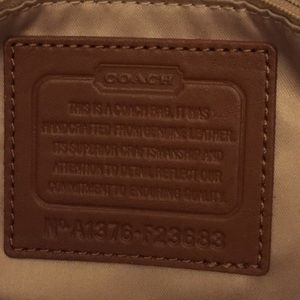 COACH
THIS IS A COACH BAG. IT WAS
HANDCRAFTED FROM GENUINE LEATHER.
ITS SUPERIOR CRAFTSMANSHIP AND
ATTENTION TO DETAIL REFLECT OUR
COMMITMENT TO ENDURING QUALITY.
Nº A1376-F23683